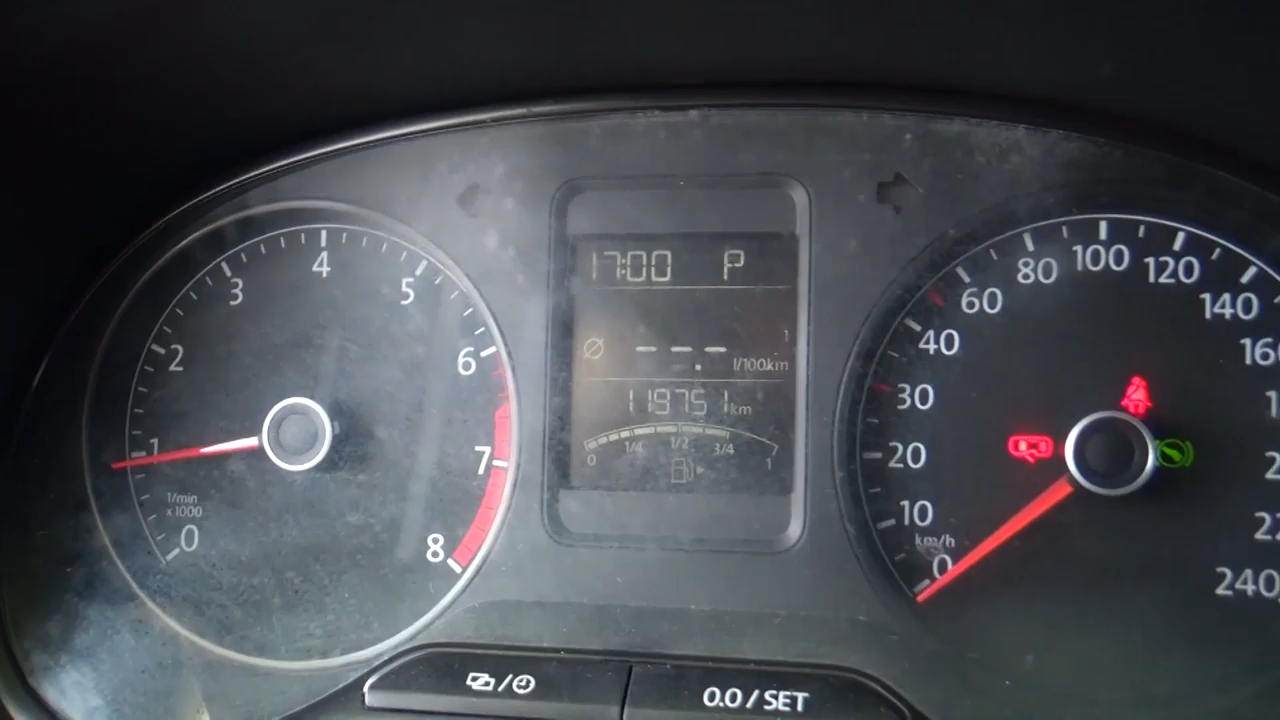 17:00 P
1
Ø ---.- l/100km
119751 km
0 1/4 1/2 3/4 1
0
1
2
3
4
5
6
7
8
1/min
x1000
0
10
20
30
40
60
80
100
120
140
240
km/h
0.0 / SET